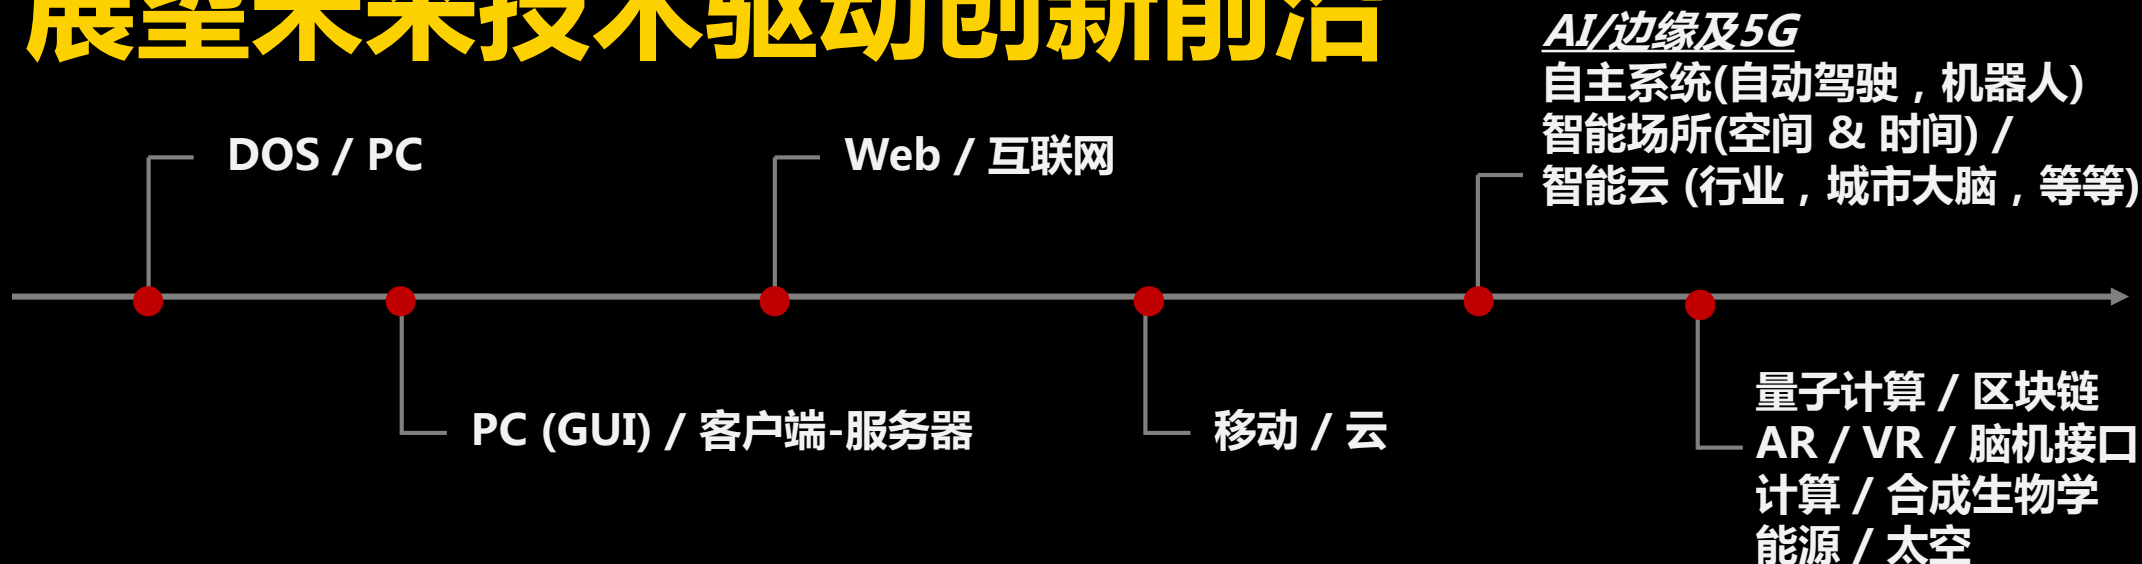 展望未来技术驱动创新前沿
AI/边缘及5G
自主系统(自动驾驶，机器人)
智能场所(空间 & 时间) /
智能云 (行业，城市大脑，等等)
DOS / PC
Web / 互联网
PC (GUI) / 客户端-服务器
移动 / 云
量子计算 / 区块链
AR / VR / 脑机接口
计算 / 合成生物学
能源 / 太空